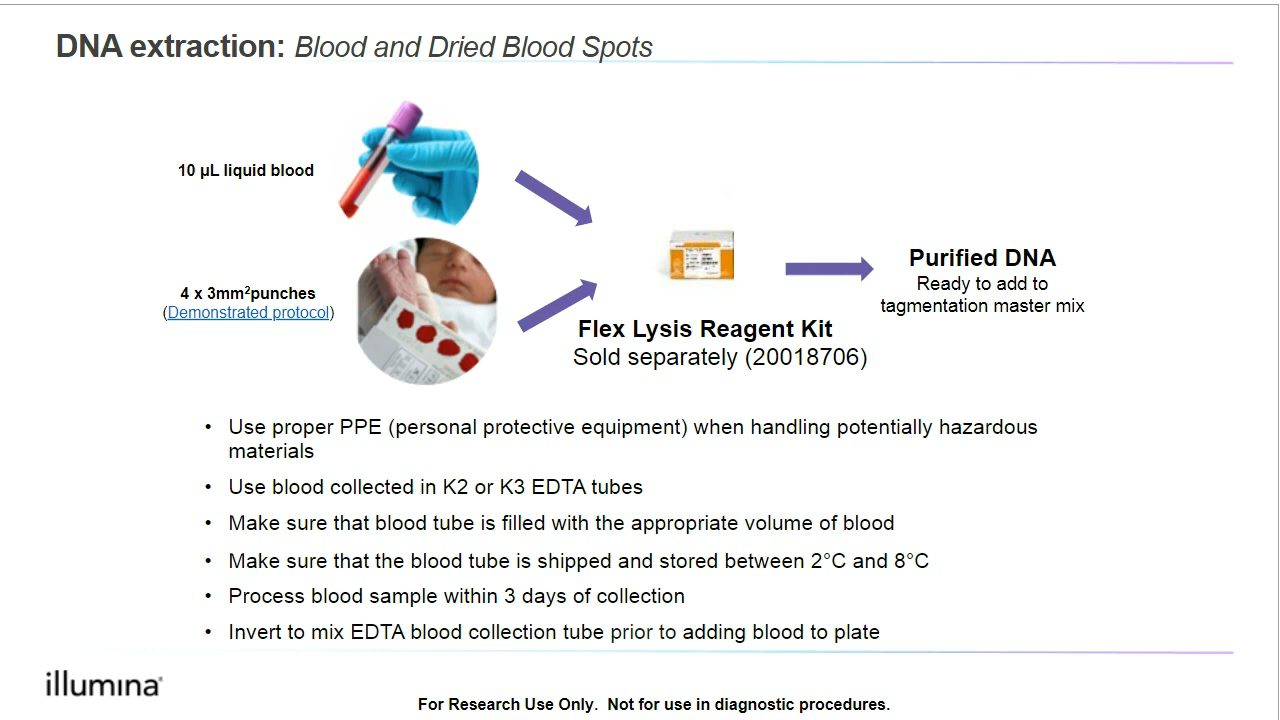 DNA extraction: Blood and Dried Blood Spots
10 µL liquid blood
4 x 3mm²punches
(Demonstrated protocol)
Flex Lysis Reagent Kit
Sold separately (20018706)
Purified DNA
Ready to add to
tagmentation master mix
• Use proper PPE (personal protective equipment) when handling potentially hazardous
materials
• Use blood collected in K2 or K3 EDTA tubes
• Make sure that blood tube is filled with the appropriate volume of blood
• Make sure that the blood tube is shipped and stored between 2°C and 8°C
• Process blood sample within 3 days of collection
• Invert to mix EDTA blood collection tube prior to adding blood to plate
illumina
For Research Use Only. Not for use in diagnostic procedures.